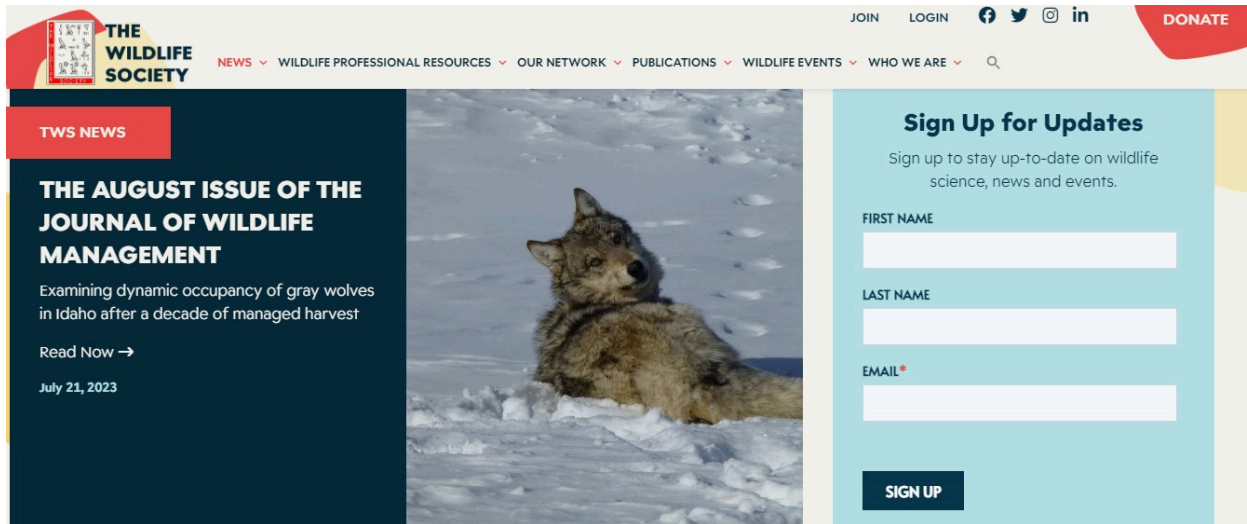 JOIN LOGIN DONATE
THE
WILDLIFE
SOCIETY
NEWS WILDLIFE PROFESSIONAL RESOURCES OUR NETWORK PUBLICATIONS WILDLIFE EVENTS WHO WE ARE
TWS NEWS
THE AUGUST ISSUE OF THE
JOURNAL OF WILDLIFE
MANAGEMENT
Examining dynamic occupancy of gray wolves
in Idaho after a decade of managed harvest
Read Now →
July 21, 2023
Sign Up for Updates
Sign up to stay up-to-date on wildlife
science, news and events.
FIRST NAME
LAST NAME
EMAIL*
SIGN UP